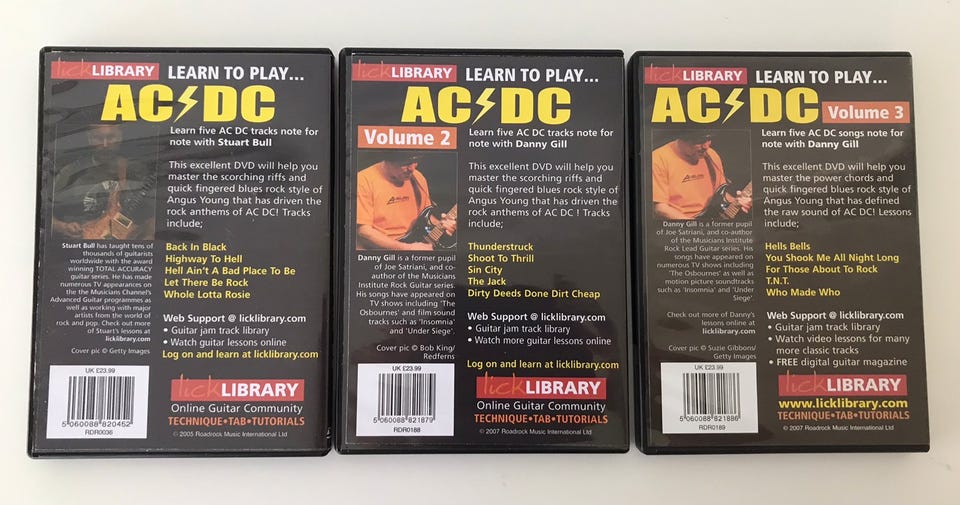 lick LIBRARY LEARN TO PLAY...
AC DC
Learn five AC DC tracks note for
note with Stuart Bull
This excellent DVD will help you
master the scorching riffs and
quick fingered blues rock style of
Angus Young that has driven the
rock anthems of AC DC! Tracks
include;
Stuart Bull has taught tens of
thousands of guitarists
worldwide with the award
winning TOTAL ACCURACY
guitar series. He has made
numerous TV appearances on
the the Musicians Channel's
Advanced Guitar programmes as
well as working with major
artists from the world of
rock and pop. Check out more
of Stuart's lessons at
licklibrary.com
Cover pic © Getty Images
Back In Black
Highway To Hell
Hell Ain't A Bad Place To Be
Let There Be Rock
Whole Lotta Rosie
Web Support @ licklibrary.com
• Guitar jam track library
• Watch guitar lessons online
Log on and learn at licklibrary.com
UK £23.99
5 060088 820452
RDR0036
lick LIBRARY
Online Guitar Community
TECHNIQUE•TAB•TUTORIALS
© 2005 Roadrock Music International Ltd
lick LIBRARY LEARN TO PLAY...
AC DC
Volume 2
Learn five AC DC tracks note for
note with Danny Gill
This excellent DVD will help you
master the scorching riffs and
quick fingered blues rock style of
Angus Young that has driven the
rock anthems of AC DC ! Tracks
include;
Danny Gill is a former pupil
of Joe Satriani, and co-
author of the Musicians
Institute Rock Guitar series.
His songs have appeared on
TV shows including 'The
Osbournes' and film sound
tracks such as 'Insomnia'
and 'Under Siege'.
Cover pic © Bob King/
Redferns
Thunderstruck
Shoot To Thrill
Sin City
The Jack
Dirty Deeds Done Dirt Cheap
Web Support @ licklibrary.com
• Guitar jam track library
• Watch more guitar lessons online
Log on and learn at licklibrary.com
UK £23.99
5 060088 821879
RDR0188
lick LIBRARY
Online Guitar Community
TECHNIQUE•TAB•TUTORIALS
© 2007 Roadrock Music International Ltd
lick LIBRARY LEARN TO PLAY...
AC DC
Volume 3
Learn five AC DC songs note for
note with Danny Gill
This excellent DVD will help you
master the power chords and
quick fingered blues rock style of
Angus Young that has defined
the raw sound of AC DC! Lessons
include;
Danny Gill is a former pupil
of Joe Satriani, and co-author
of the Musicians Institute
Rock Lead Guitar series. His
songs have appeared on
numerous TV shows including
'The Osbournes' as well as
motion picture soundtracks
such as 'Insomnia' and 'Under
Siege'.
Check out more of Danny's
lessons online at
licklibrary.com
Cover pic © Suzie Gibbons/
Getty Images
Hells Bells
You Shook Me All Night Long
For Those About To Rock
T.N.T.
Who Made Who
Web Support @ licklibrary.com
• Guitar jam track library
• Watch video lessons for many
more classic tracks
• FREE digital guitar magazine
UK £23.99
5 060088 821886
RDR0189
lick LIBRARY
www.licklibrary.com
TECHNIQUE•TAB•TUTORIALS
© 2007 Roadrock Music International Ltd